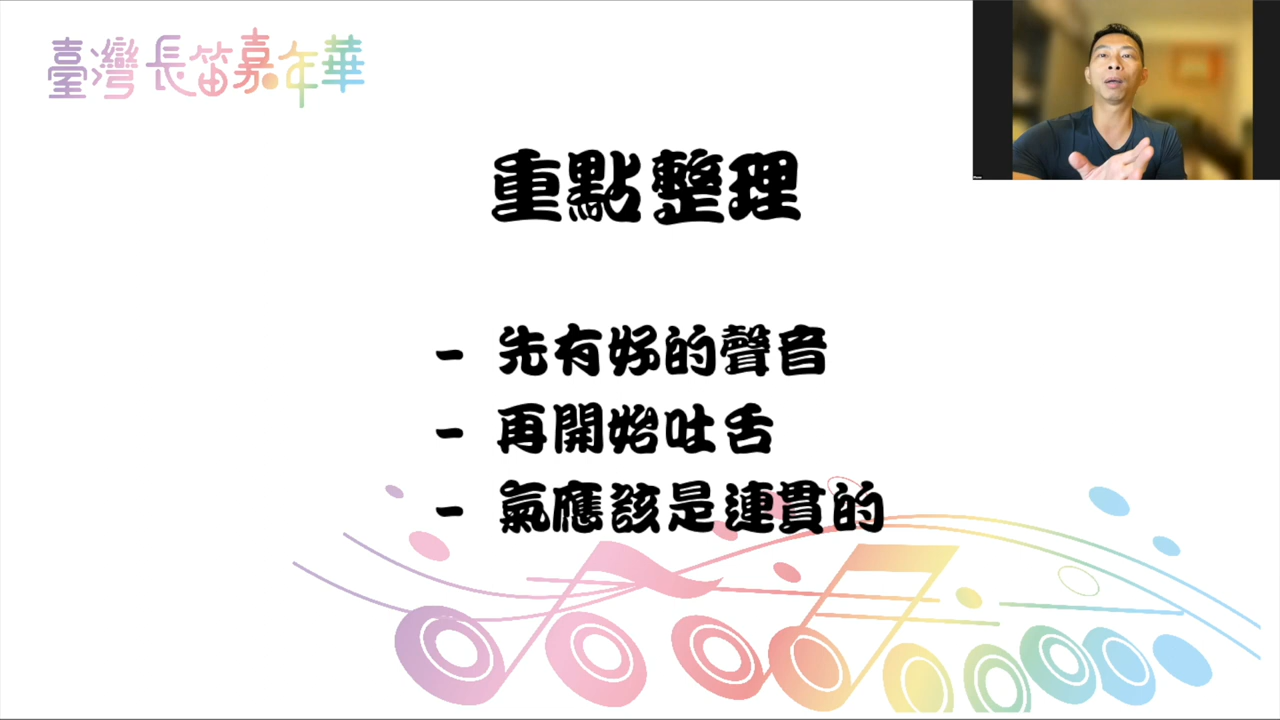 臺灣長笛嘉年華
重點整理
- 先有好的聲音
- 再開始吐舌
- 氣應該是連貫的